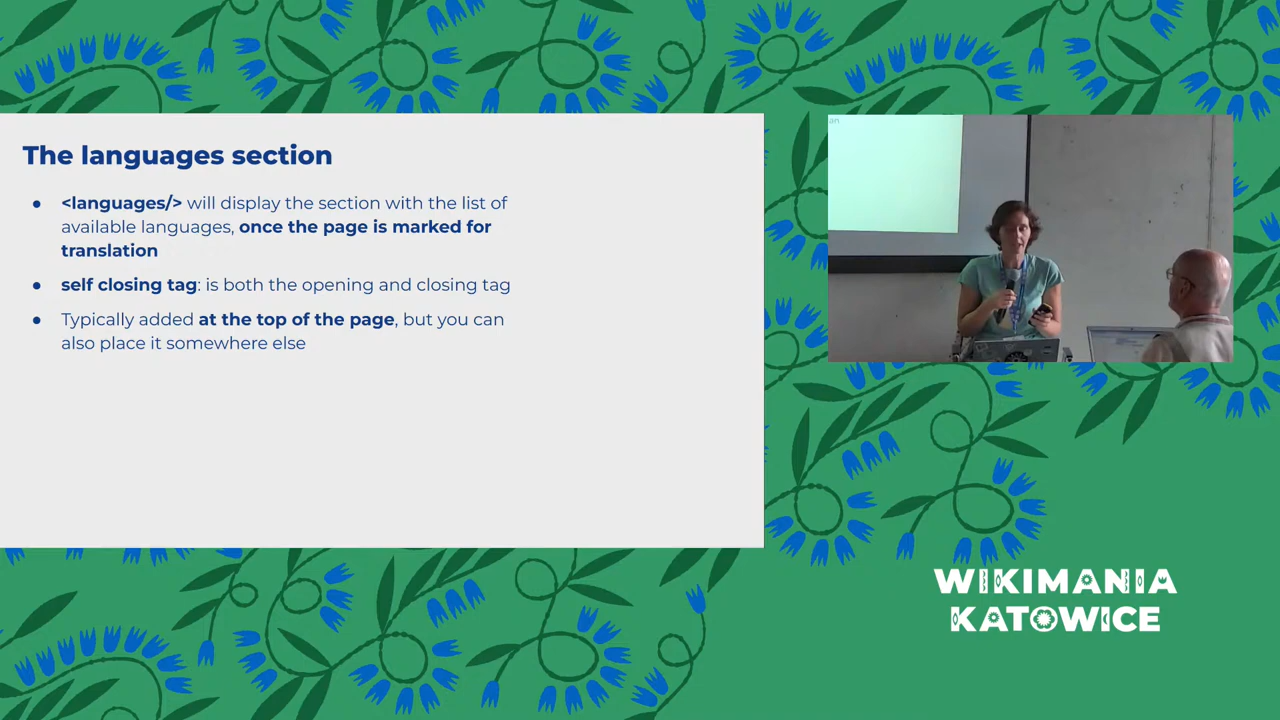 The languages section
● <languages/> will display the section with the list of
available languages, once the page is marked for
translation
● self closing tag: is both the opening and closing tag
● Typically added at the top of the page, but you can
also place it somewhere else
an
WIKIMANIA
KATOWICE